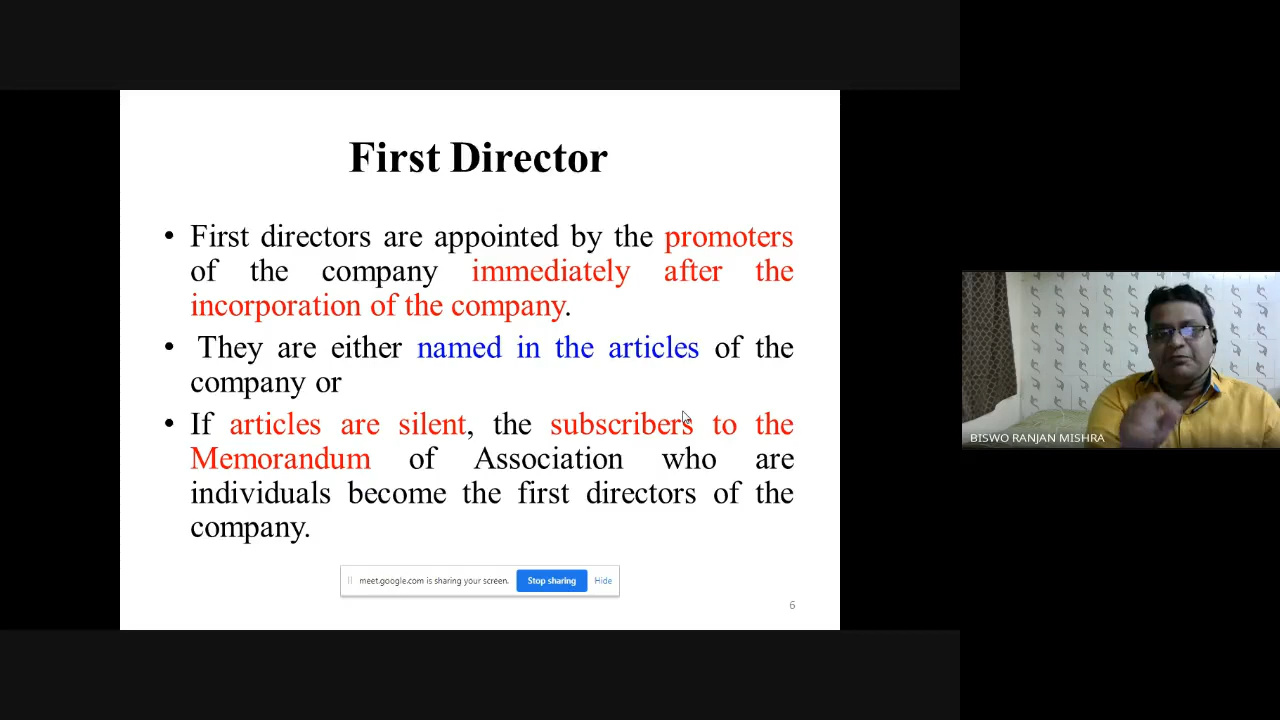 First Director
• First directors are appointed by the promoters
of the company immediately after the
incorporation of the company.
• They are either named in the articles of the
company or
• If articles are silent, the subscribers to the
Memorandum of Association who are
individuals become the first directors of the
company.
meet.google.com is sharing your screen. Stop sharing Hide
6
BISWO RANJAN MISHRA